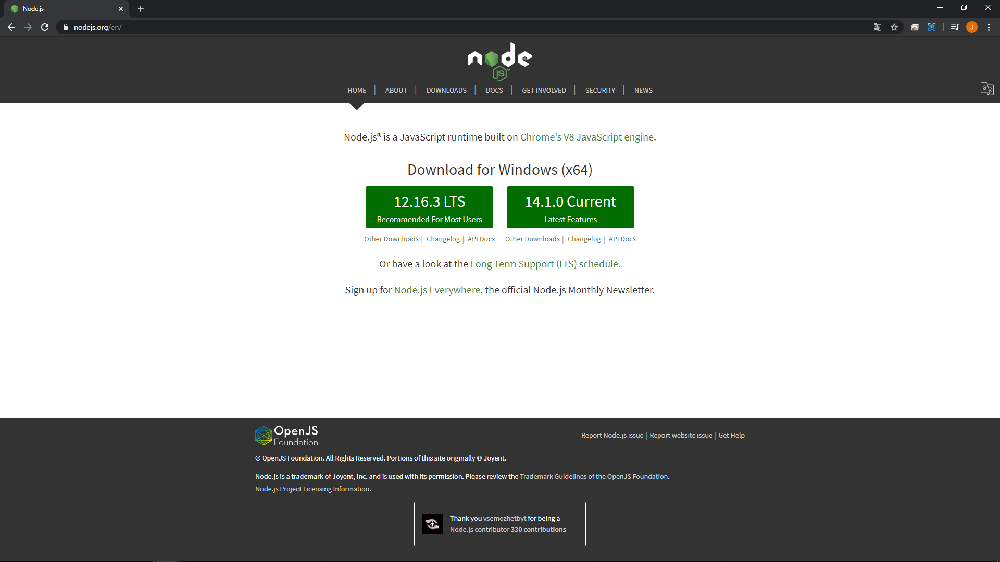 Node.js
nodejs.org/en/
J
node
JS
HOME | ABOUT | DOWNLOADS | DOCS | GET INVOLVED | SECURITY | NEWS
Node.js® is a JavaScript runtime built on Chrome's V8 JavaScript engine.
Download for Windows (x64)
12.16.3 LTS
Recommended For Most Users
14.1.0 Current
Latest Features
Other Downloads | Changelog | API Docs
Other Downloads | Changelog | API Docs
Or have a look at the Long Term Support (LTS) schedule.
Sign up for Node.js Everywhere, the official Node.js Monthly Newsletter.
OpenJS
Foundation
Report Node.js issue | Report website issue | Get Help
© OpenJS Foundation. All Rights Reserved. Portions of this site originally © Joyent.
Node.js is a trademark of Joyent, Inc. and is used with its permission. Please review the Trademark Guidelines of the OpenJS Foundation.
Node.js Project Licensing Information.
Thank you vsemozhetbyt for being a
Node.js contributor 330 contributions